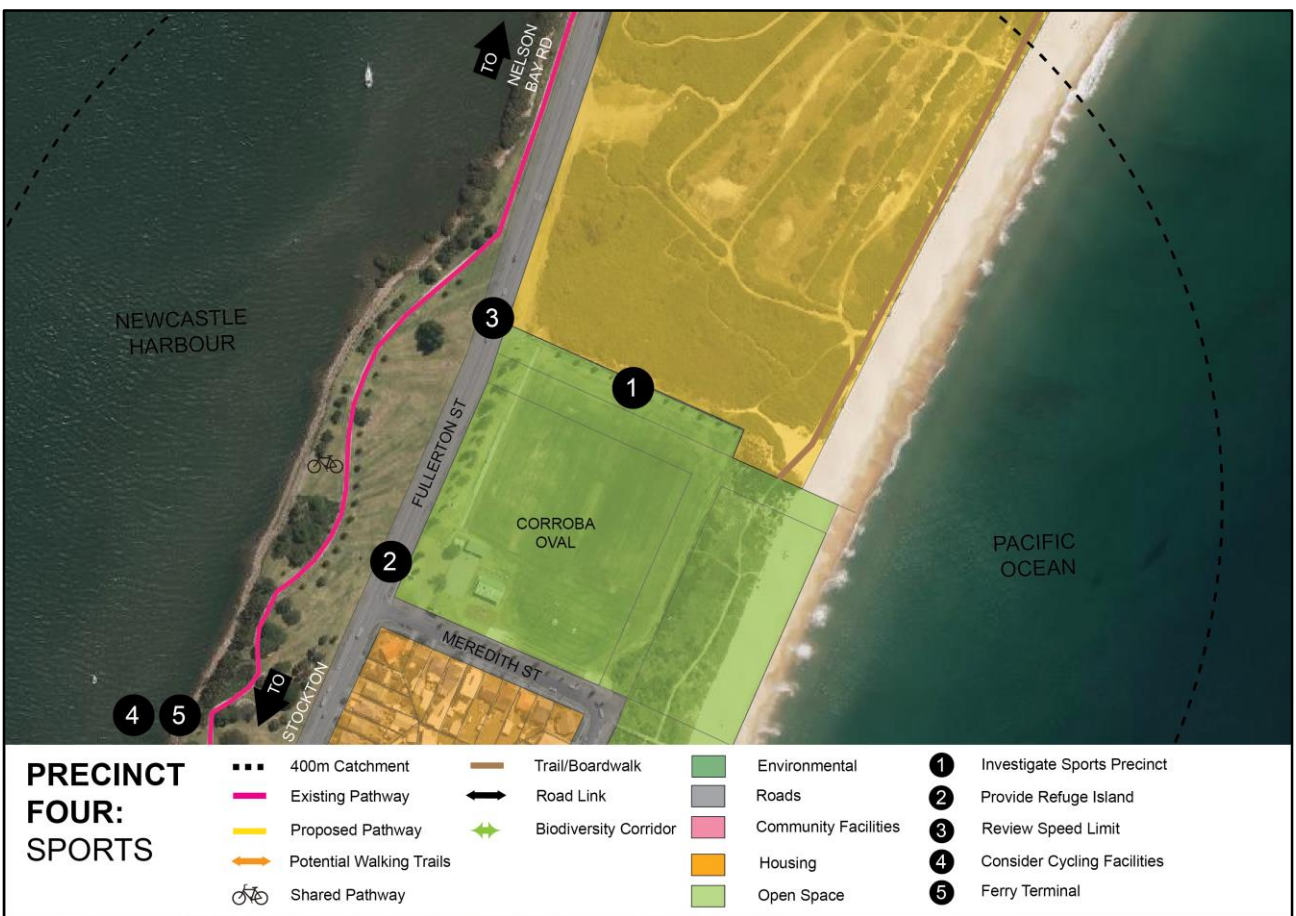 TO
NELSON
BAY RD
NEWCASTLE
HARBOUR
3
1
FULLERTON ST
CORROBA
OVAL
2
PACIFIC
OCEAN
MEREDITH ST
TO
STOCKTON
4
5
PRECINCT
FOUR:
SPORTS
400m Catchment
Existing Pathway
Proposed Pathway
Potential Walking Trails
Shared Pathway
Trail/Boardwalk
Road Link
Biodiversity Corridor
Environmental
Roads
Community Facilities
Housing
Open Space
1 Investigate Sports Precinct
2 Provide Refuge Island
3 Review Speed Limit
4 Consider Cycling Facilities
5 Ferry Terminal